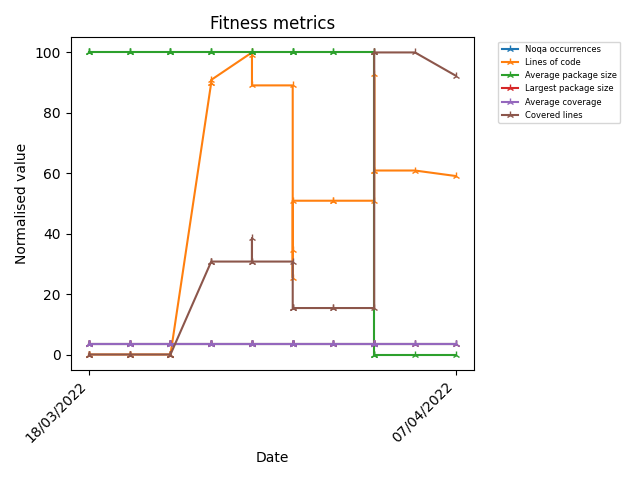 Fitness metrics
Normalised value
100
80
60
40
20
0
18/03/2022
07/04/2022
Date
Noqa occurrences
Lines of code
Average package size
Largest package size
Average coverage
Covered lines